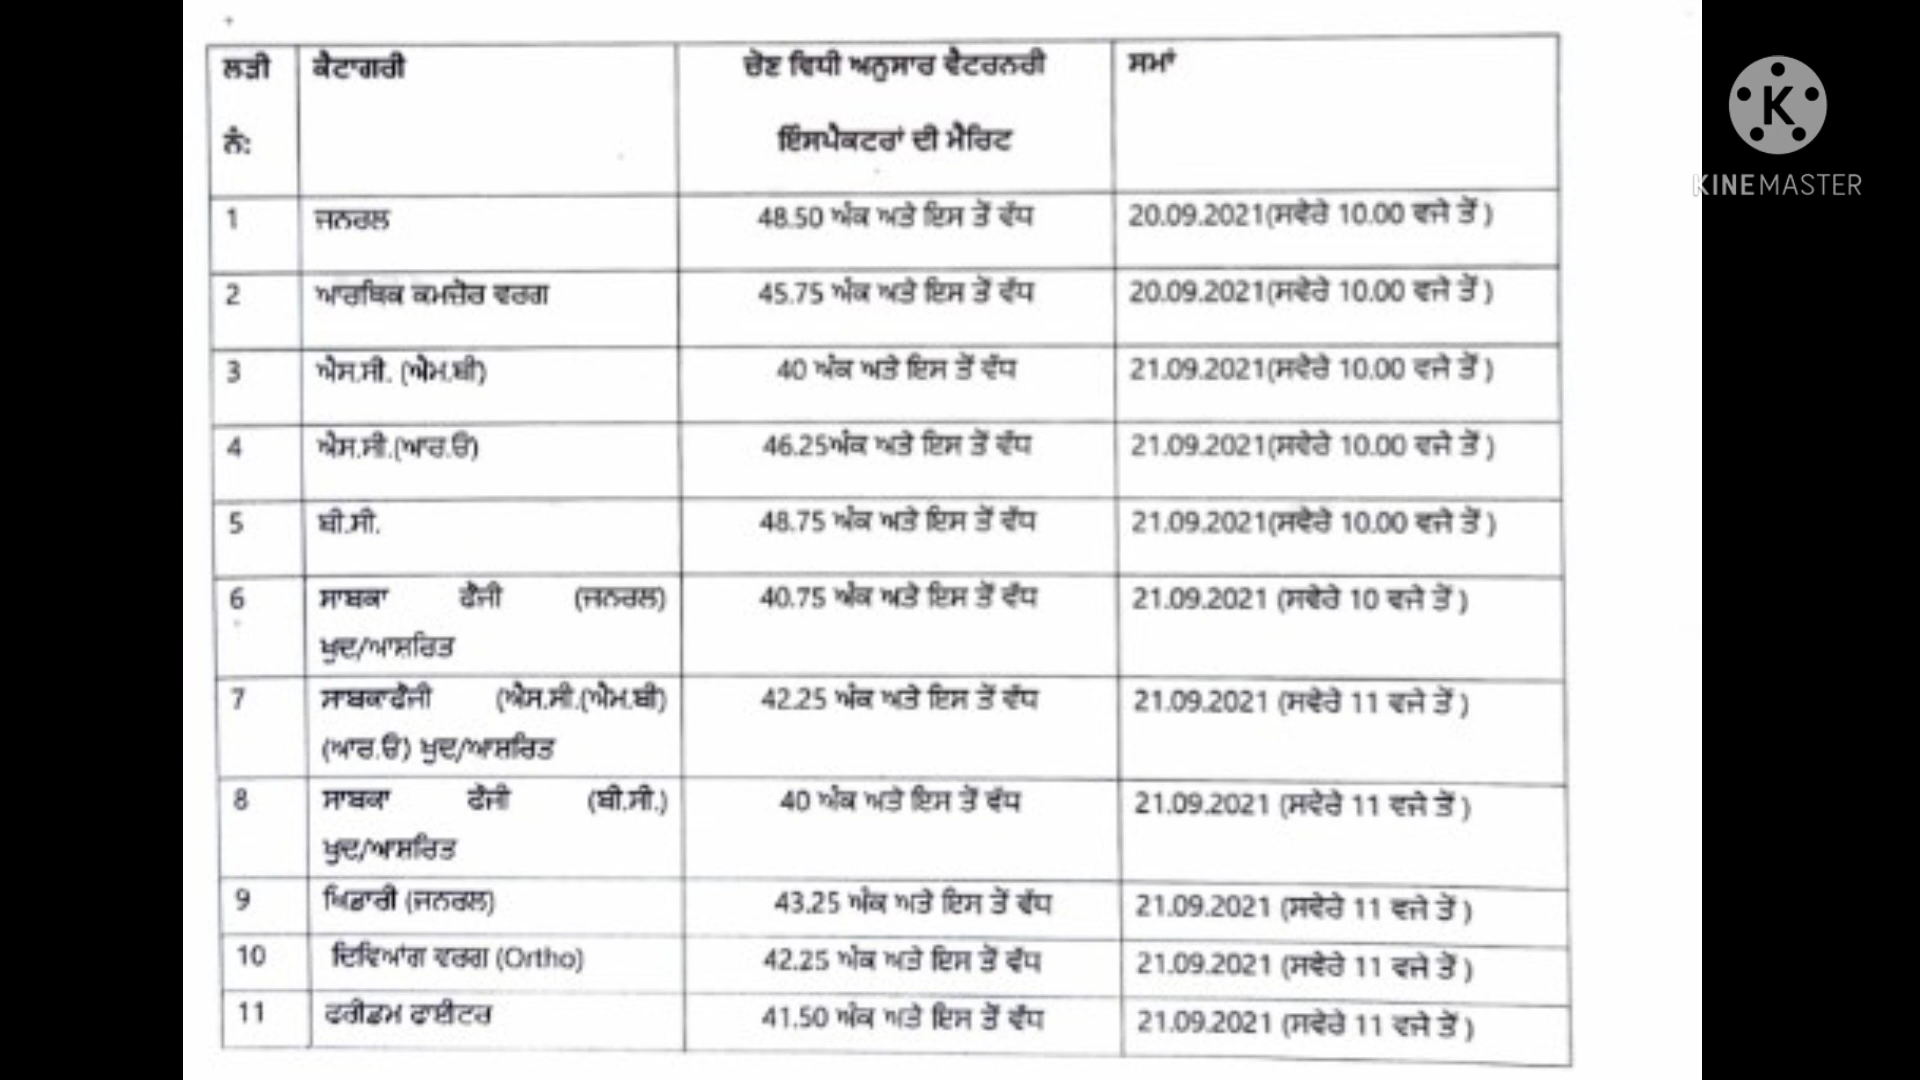 ਲੜੀ ਕੈਟਾਗਰੀ ਚੋਣ ਵਿਧੀ ਅਨੁਸਾਰ ਵੈਟਰਨਰੀ ਸਮਾਂ
ਨੰ: ਇੰਸਪੈਕਟਰਾਂ ਦੀ ਮੈਰਿਟ
1 ਜਨਰਲ 48.50 ਅੰਕ ਅਤੇ ਇਸ ਤੋਂ ਵੱਧ 20.09.2021(ਸਵੇਰੇ 10.00 ਵਜੇ ਤੋਂ )
2 ਆਰਥਿਕ ਕਮਜ਼ੋਰ ਵਰਗ 45.75 ਅੰਕ ਅਤੇ ਇਸ ਤੋਂ ਵੱਧ 20.09.2021(ਸਵੇਰੇ 10.00 ਵਜੇ ਤੋਂ )
3 ਐਸ.ਸੀ. (ਐਮ.ਬੀ) 40 ਅੰਕ ਅਤੇ ਇਸ ਤੋਂ ਵੱਧ 21.09.2021(ਸਵੇਰੇ 10.00 ਵਜੇ ਤੋਂ )
4 ਐਸ.ਸੀ.(ਆਰ.ਓ) 46.25ਅੰਕ ਅਤੇ ਇਸ ਤੋਂ ਵੱਧ 21.09.2021(ਸਵੇਰੇ 10.00 ਵਜੇ ਤੋਂ )
5 ਬੀ.ਸੀ. 48.75 ਅੰਕ ਅਤੇ ਇਸ ਤੋਂ ਵੱਧ 21.09.2021(ਸਵੇਰੇ 10.00 ਵਜੇ ਤੋਂ )
6 ਸਾਬਕਾ ਫੌਜੀ (ਜਨਰਲ) 40.75 ਅੰਕ ਅਤੇ ਇਸ ਤੋਂ ਵੱਧ 21.09.2021 (ਸਵੇਰੇ 10 ਵਜੇ ਤੋਂ )
ਖੁਦ/ਆਸ਼ਰਿਤ
7 ਸਾਬਕਾਫੌਜੀ (ਐਸ.ਸੀ.(ਐਮ.ਬੀ) 42.25 ਅੰਕ ਅਤੇ ਇਸ ਤੋਂ ਵੱਧ 21.09.2021 (ਸਵੇਰੇ 11 ਵਜੇ ਤੋਂ )
(ਆਰ.ਓ) ਖੁਦ/ਆਸ਼ਰਿਤ
8 ਸਾਬਕਾ ਫੌਜੀ (ਬੀ.ਸੀ.) 40 ਅੰਕ ਅਤੇ ਇਸ ਤੋਂ ਵੱਧ 21.09.2021 (ਸਵੇਰੇ 11 ਵਜੇ ਤੋਂ )
ਖੁਦ/ਆਸ਼ਰਿਤ
9 ਖਿਡਾਰੀ (ਜਨਰਲ) 43.25 ਅੰਕ ਅਤੇ ਇਸ ਤੋਂ ਵੱਧ 21.09.2021 (ਸਵੇਰੇ 11 ਵਜੇ ਤੋਂ )
10 ਦਿਵਿਆਂਗ ਵਰਗ (Ortho) 42.25 ਅੰਕ ਅਤੇ ਇਸ ਤੋਂ ਵੱਧ 21.09.2021 (ਸਵੇਰੇ 11 ਵਜੇ ਤੋਂ )
11 ਫਰੀਡਮ ਫਾਈਟਰ 41.50 ਅੰਕ ਅਤੇ ਇਸ ਤੋਂ ਵੱਧ 21.09.2021 (ਸਵੇਰੇ 11 ਵਜੇ ਤੋਂ )
K
KINEMASTER